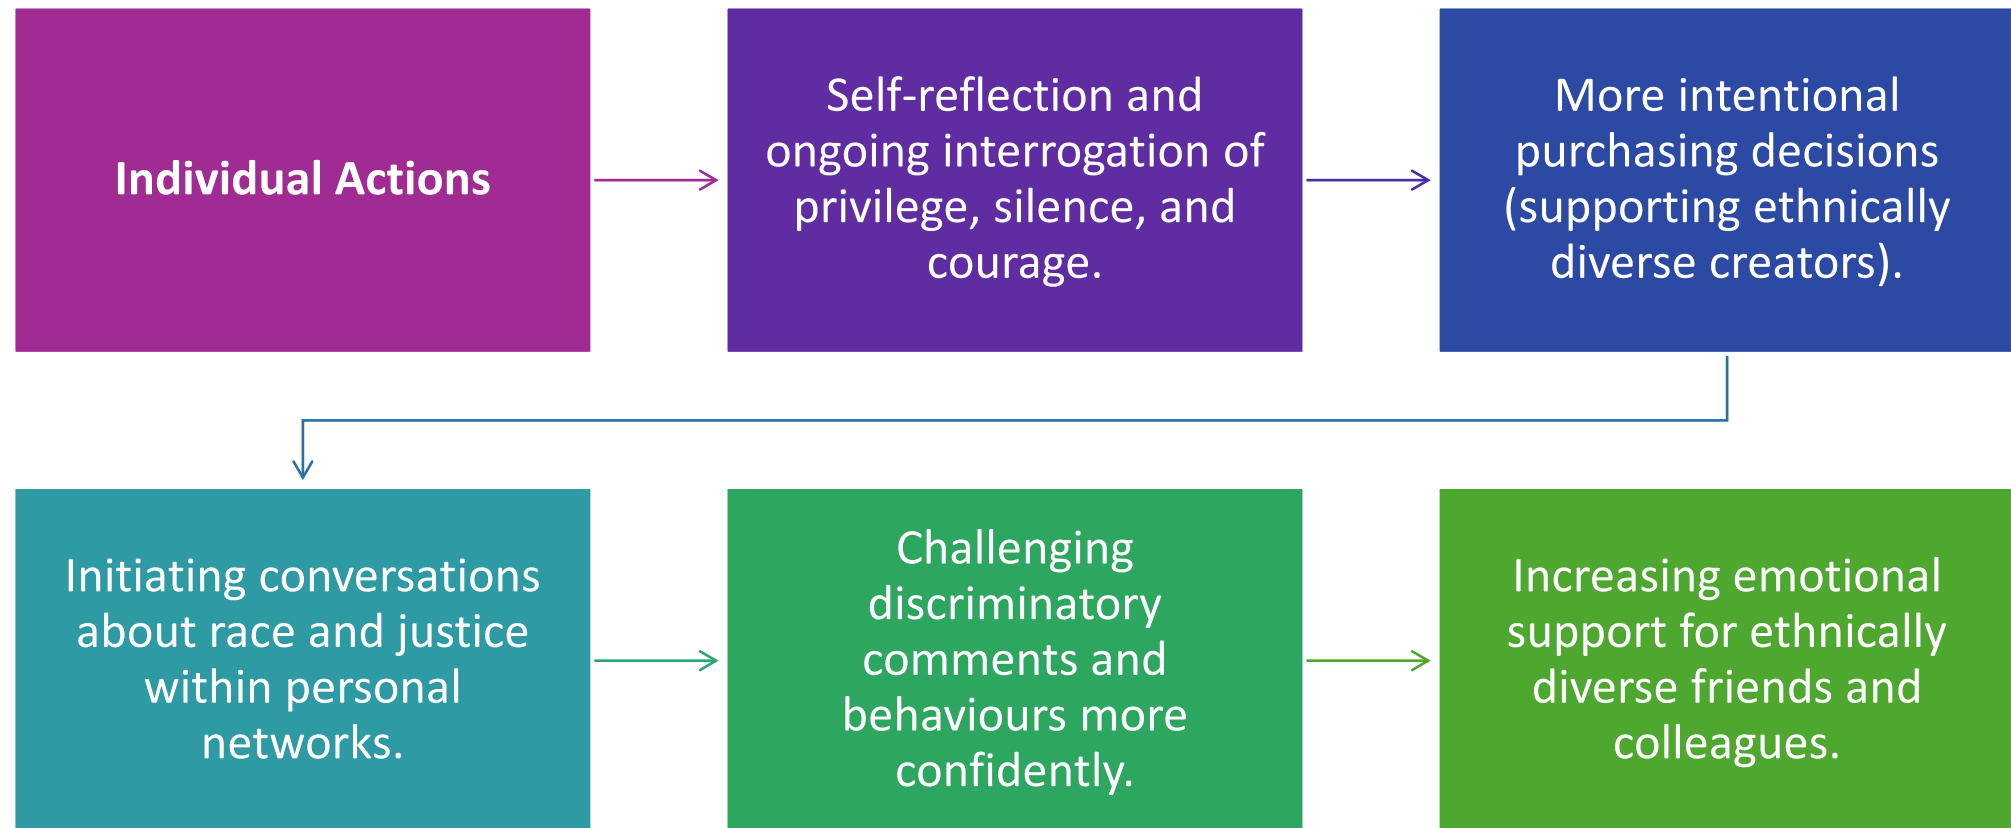 Individual Actions
Self-reflection and
ongoing interrogation of
privilege, silence, and
courage.
More intentional
purchasing decisions
(supporting ethnically
diverse creators).
Initiating conversations
about race and justice
within personal
networks.
Challenging
discriminatory
comments and
behaviours more
confidently.
Increasing emotional
support for ethnically
diverse friends and
colleagues.